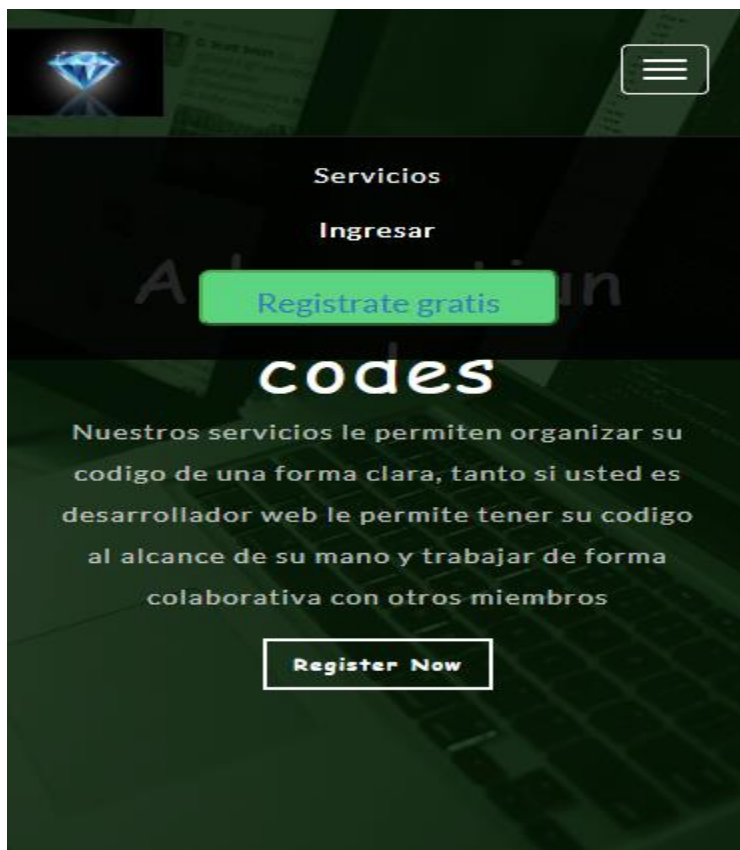 Servicios
Ingresar
Registrate gratis
codes
Nuestros servicios le permiten organizar su
codigo de una forma clara, tanto si usted es
desarrollador web le permite tener su codigo
al alcance de su mano y trabajar de forma
colaborativa con otros miembros
Register Now